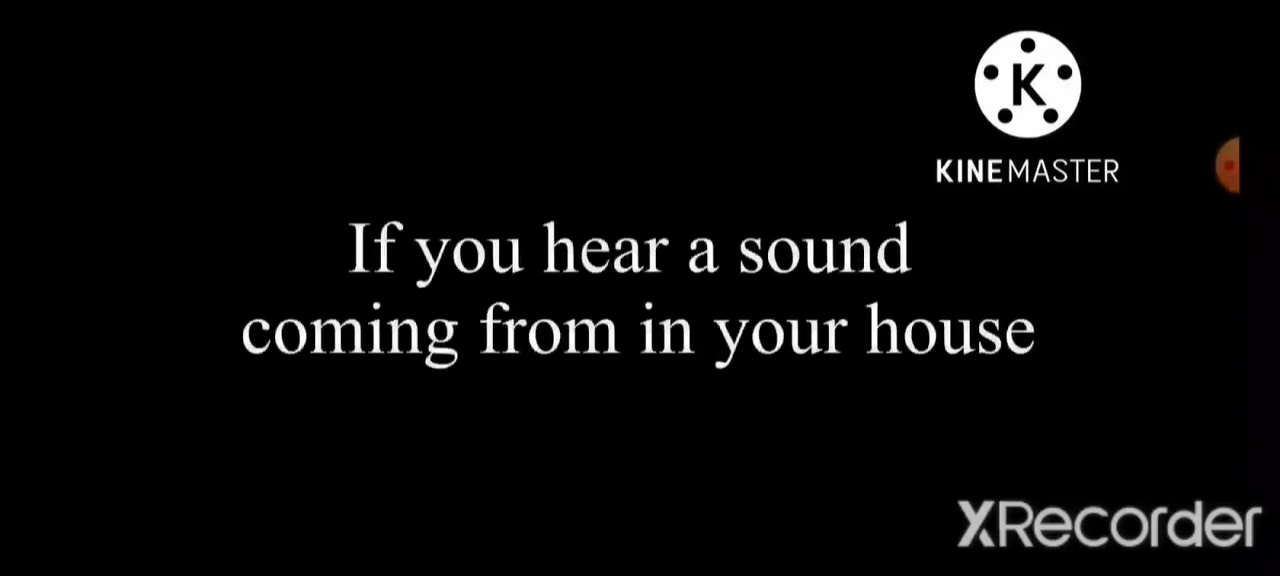 K
KINEMASTER
If you hear a sound
coming from in your house
XRecorder